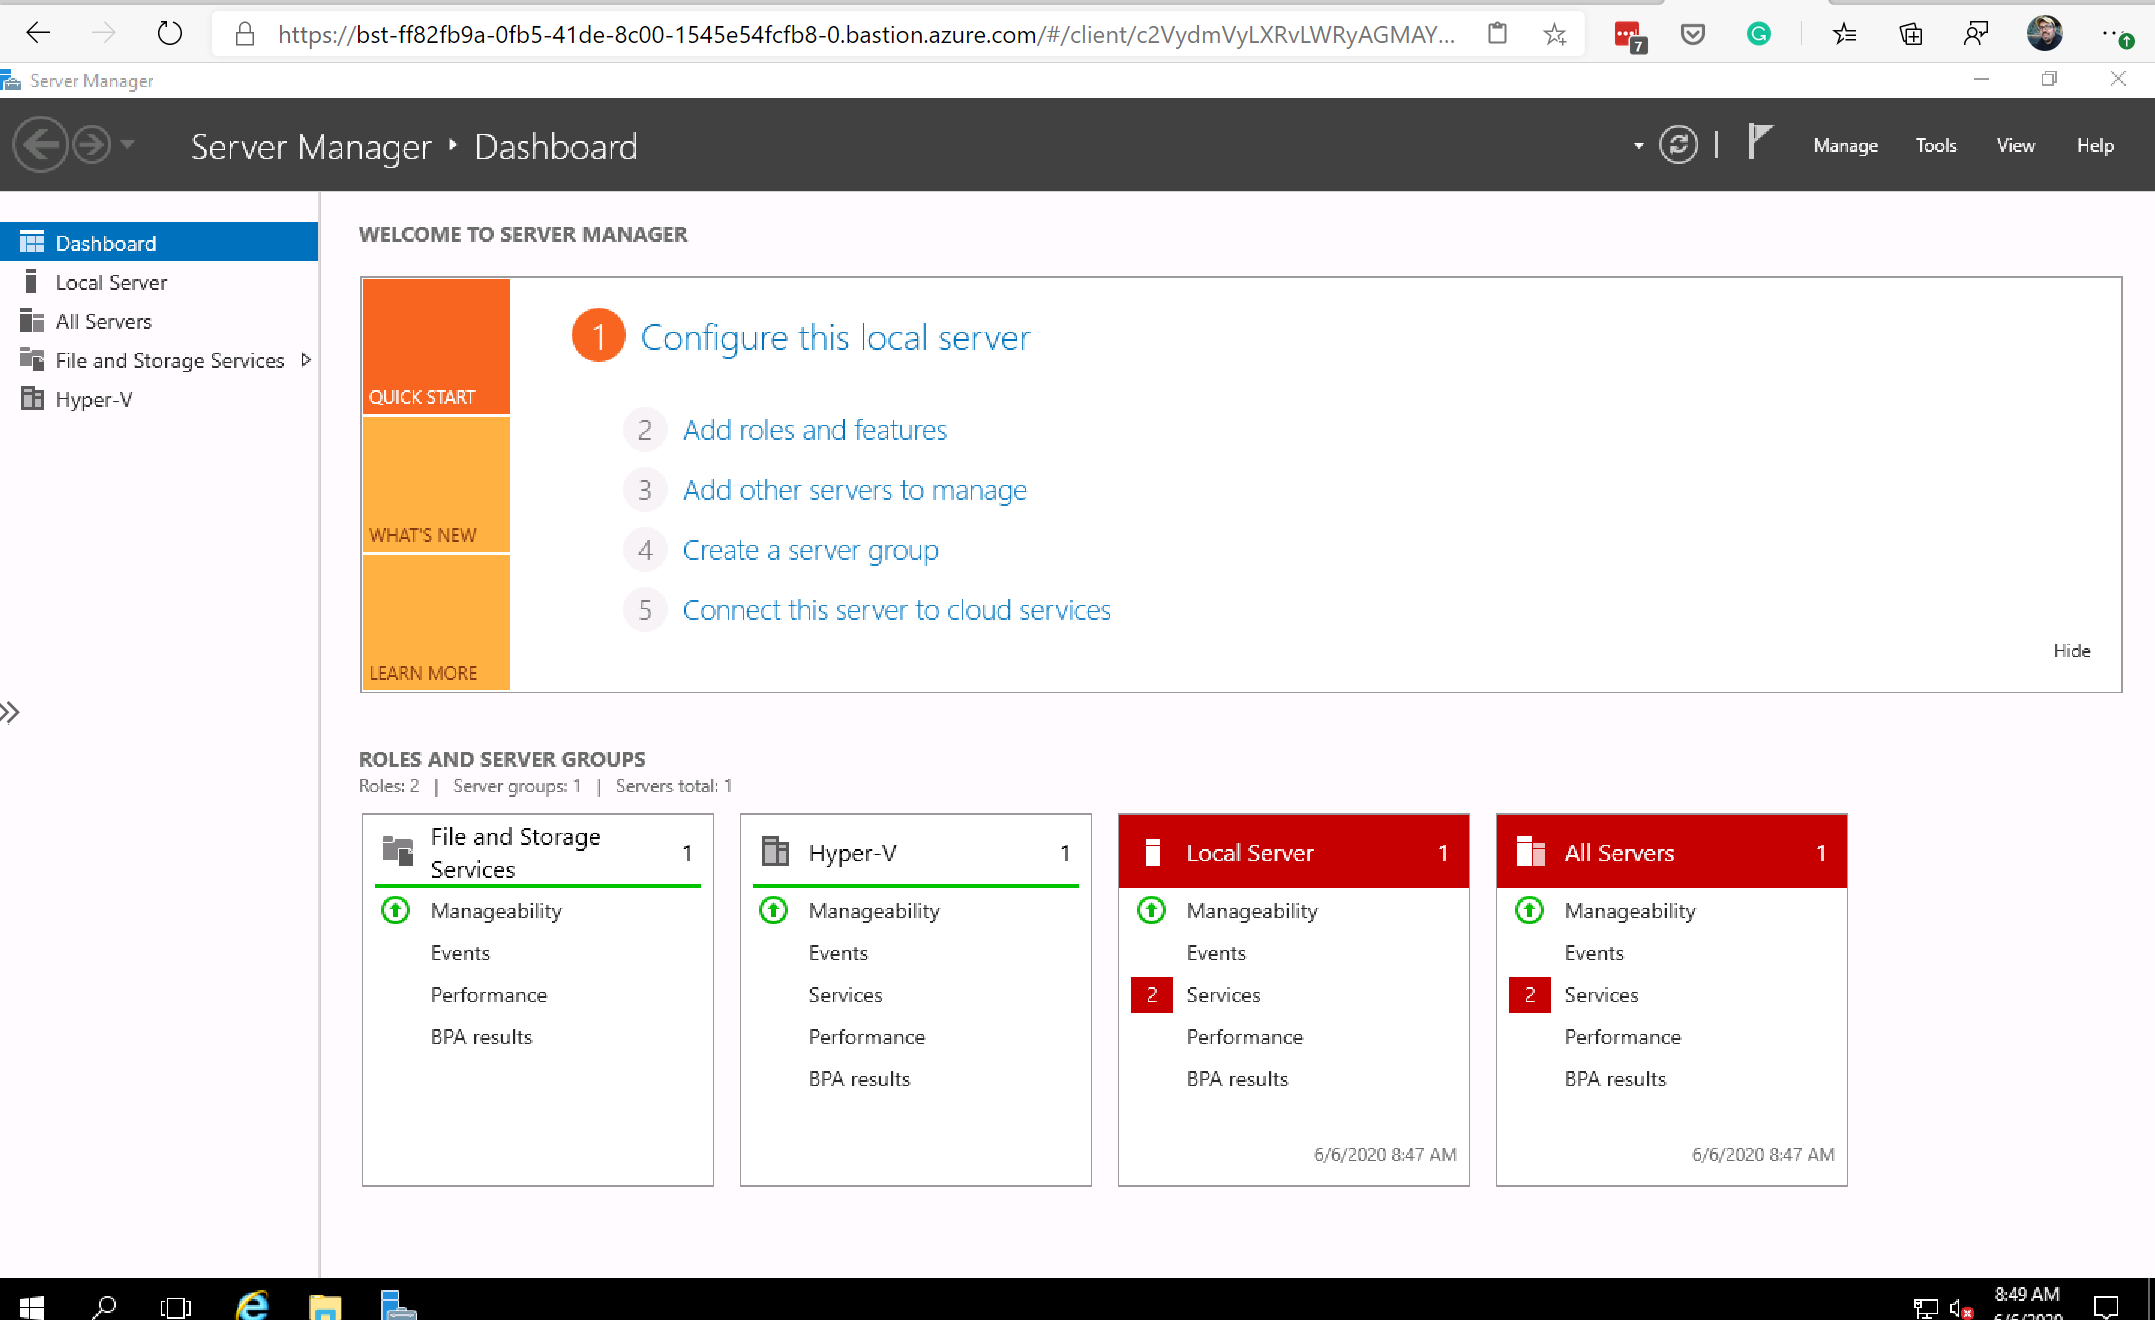 https://bst-ff82fb9a-0fb5-41de-8c00-1545e54fcfb8-0.bastion.azure.com/#/client/c2VydmVyLXRvLWRyAGMAY...
7
Server Manager
Server Manager ‣ Dashboard
Manage Tools View Help
Dashboard
Local Server
All Servers
File and Storage Services
Hyper-V
WELCOME TO SERVER MANAGER
QUICK START
WHAT'S NEW
LEARN MORE
1 Configure this local server
2 Add roles and features
3 Add other servers to manage
4 Create a server group
5 Connect this server to cloud services
Hide
ROLES AND SERVER GROUPS
Roles: 2 | Server groups: 1 | Servers total: 1
File and Storage
Services
1
Manageability
Events
Performance
BPA results
Hyper-V 1
Manageability
Events
Services
Performance
BPA results
Local Server 1
Manageability
Events
2 Services
Performance
BPA results
6/6/2020 8:47 AM
All Servers 1
Manageability
Events
2 Services
Performance
BPA results
6/6/2020 8:47 AM
8:49 AM
6/6/2020